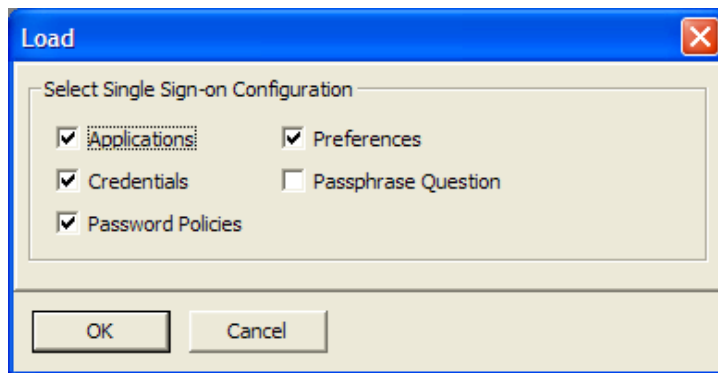 Load
Select Single Sign-on Configuration
Applications Preferences
Credentials Passphrase Question
Password Policies
OK Cancel